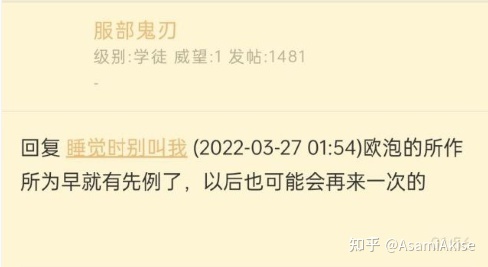 服部鬼刃
级别:学徒 威望:1 发帖:1481
-
回复 睡觉时别叫我 (2022-03-27 01:54)欧泡的所作
所为早就有先例了，以后也可能会再来一次的
知乎 @AsamiAkise